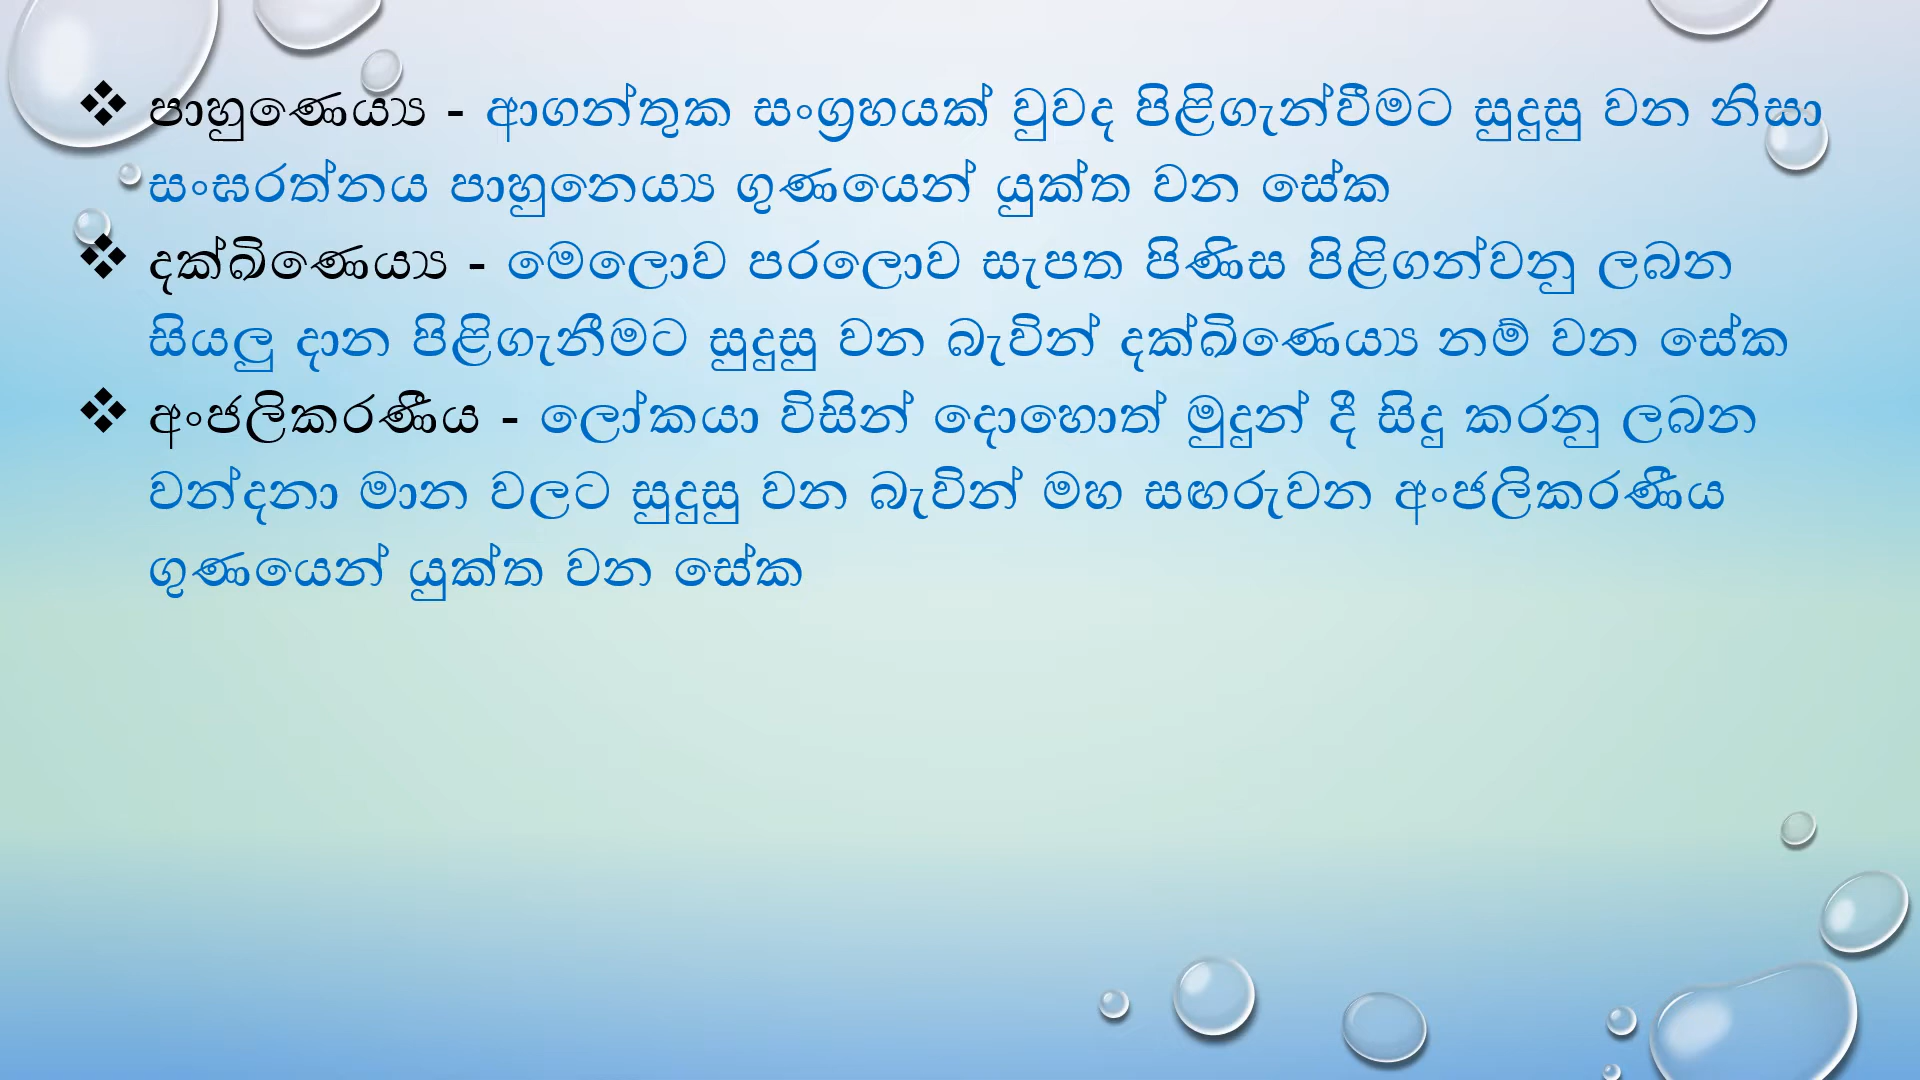 ❖ පාහුණෙය්‍ය - ආගන්තුක සංග්‍රහයක් වුවද පිළිගැන්වීමට සුදුසු වන නිසා
සංඝරත්නය පාහුනෙය්‍ය ගුණයෙන් යුක්ත වන සේක
❖ දක්ඛිණෙය්‍ය - මෙලොව පරලොව සැපත පිණිස පිළිගන්වනු ලබන
සියලු දාන පිළිගැනීමට සුදුසු වන බැවින් දක්ඛිණෙය්‍ය නම් වන සේක
❖ අංජලිකරණීය - ලෝකයා විසින් දොහොත් මුදුන් දී සිදු කරනු ලබන
වන්දනා මාන වලට සුදුසු වන බැවින් මහ සඟරුවන අංජලිකරණීය
ගුණයෙන් යුක්ත වන සේක